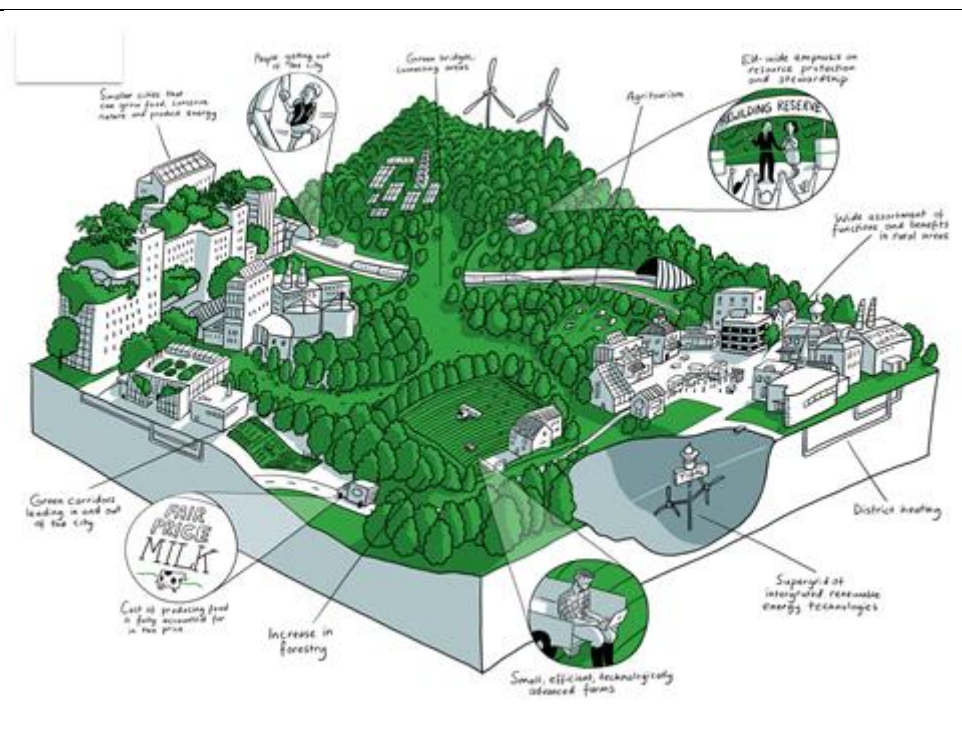 People getting out
of the city
Green bridges,
connecting areas
EU-wide emphasis on
resource protection
and stewardship
Smaller cities that
can grow food, conserve
nature and produce energy
Agritourism
REWILDING RESERVE
Wide assortment of
functions and benefits
in rural areas
Green corridors
leading in and out
of the city
District heating
FAIR
PRICE
MILK
Cost of producing food
is fully accounted for
in the price
Increase in
forestry
Supergrid of
intergrated renewable
energy technologies
Small, efficient, technologically
advanced farms